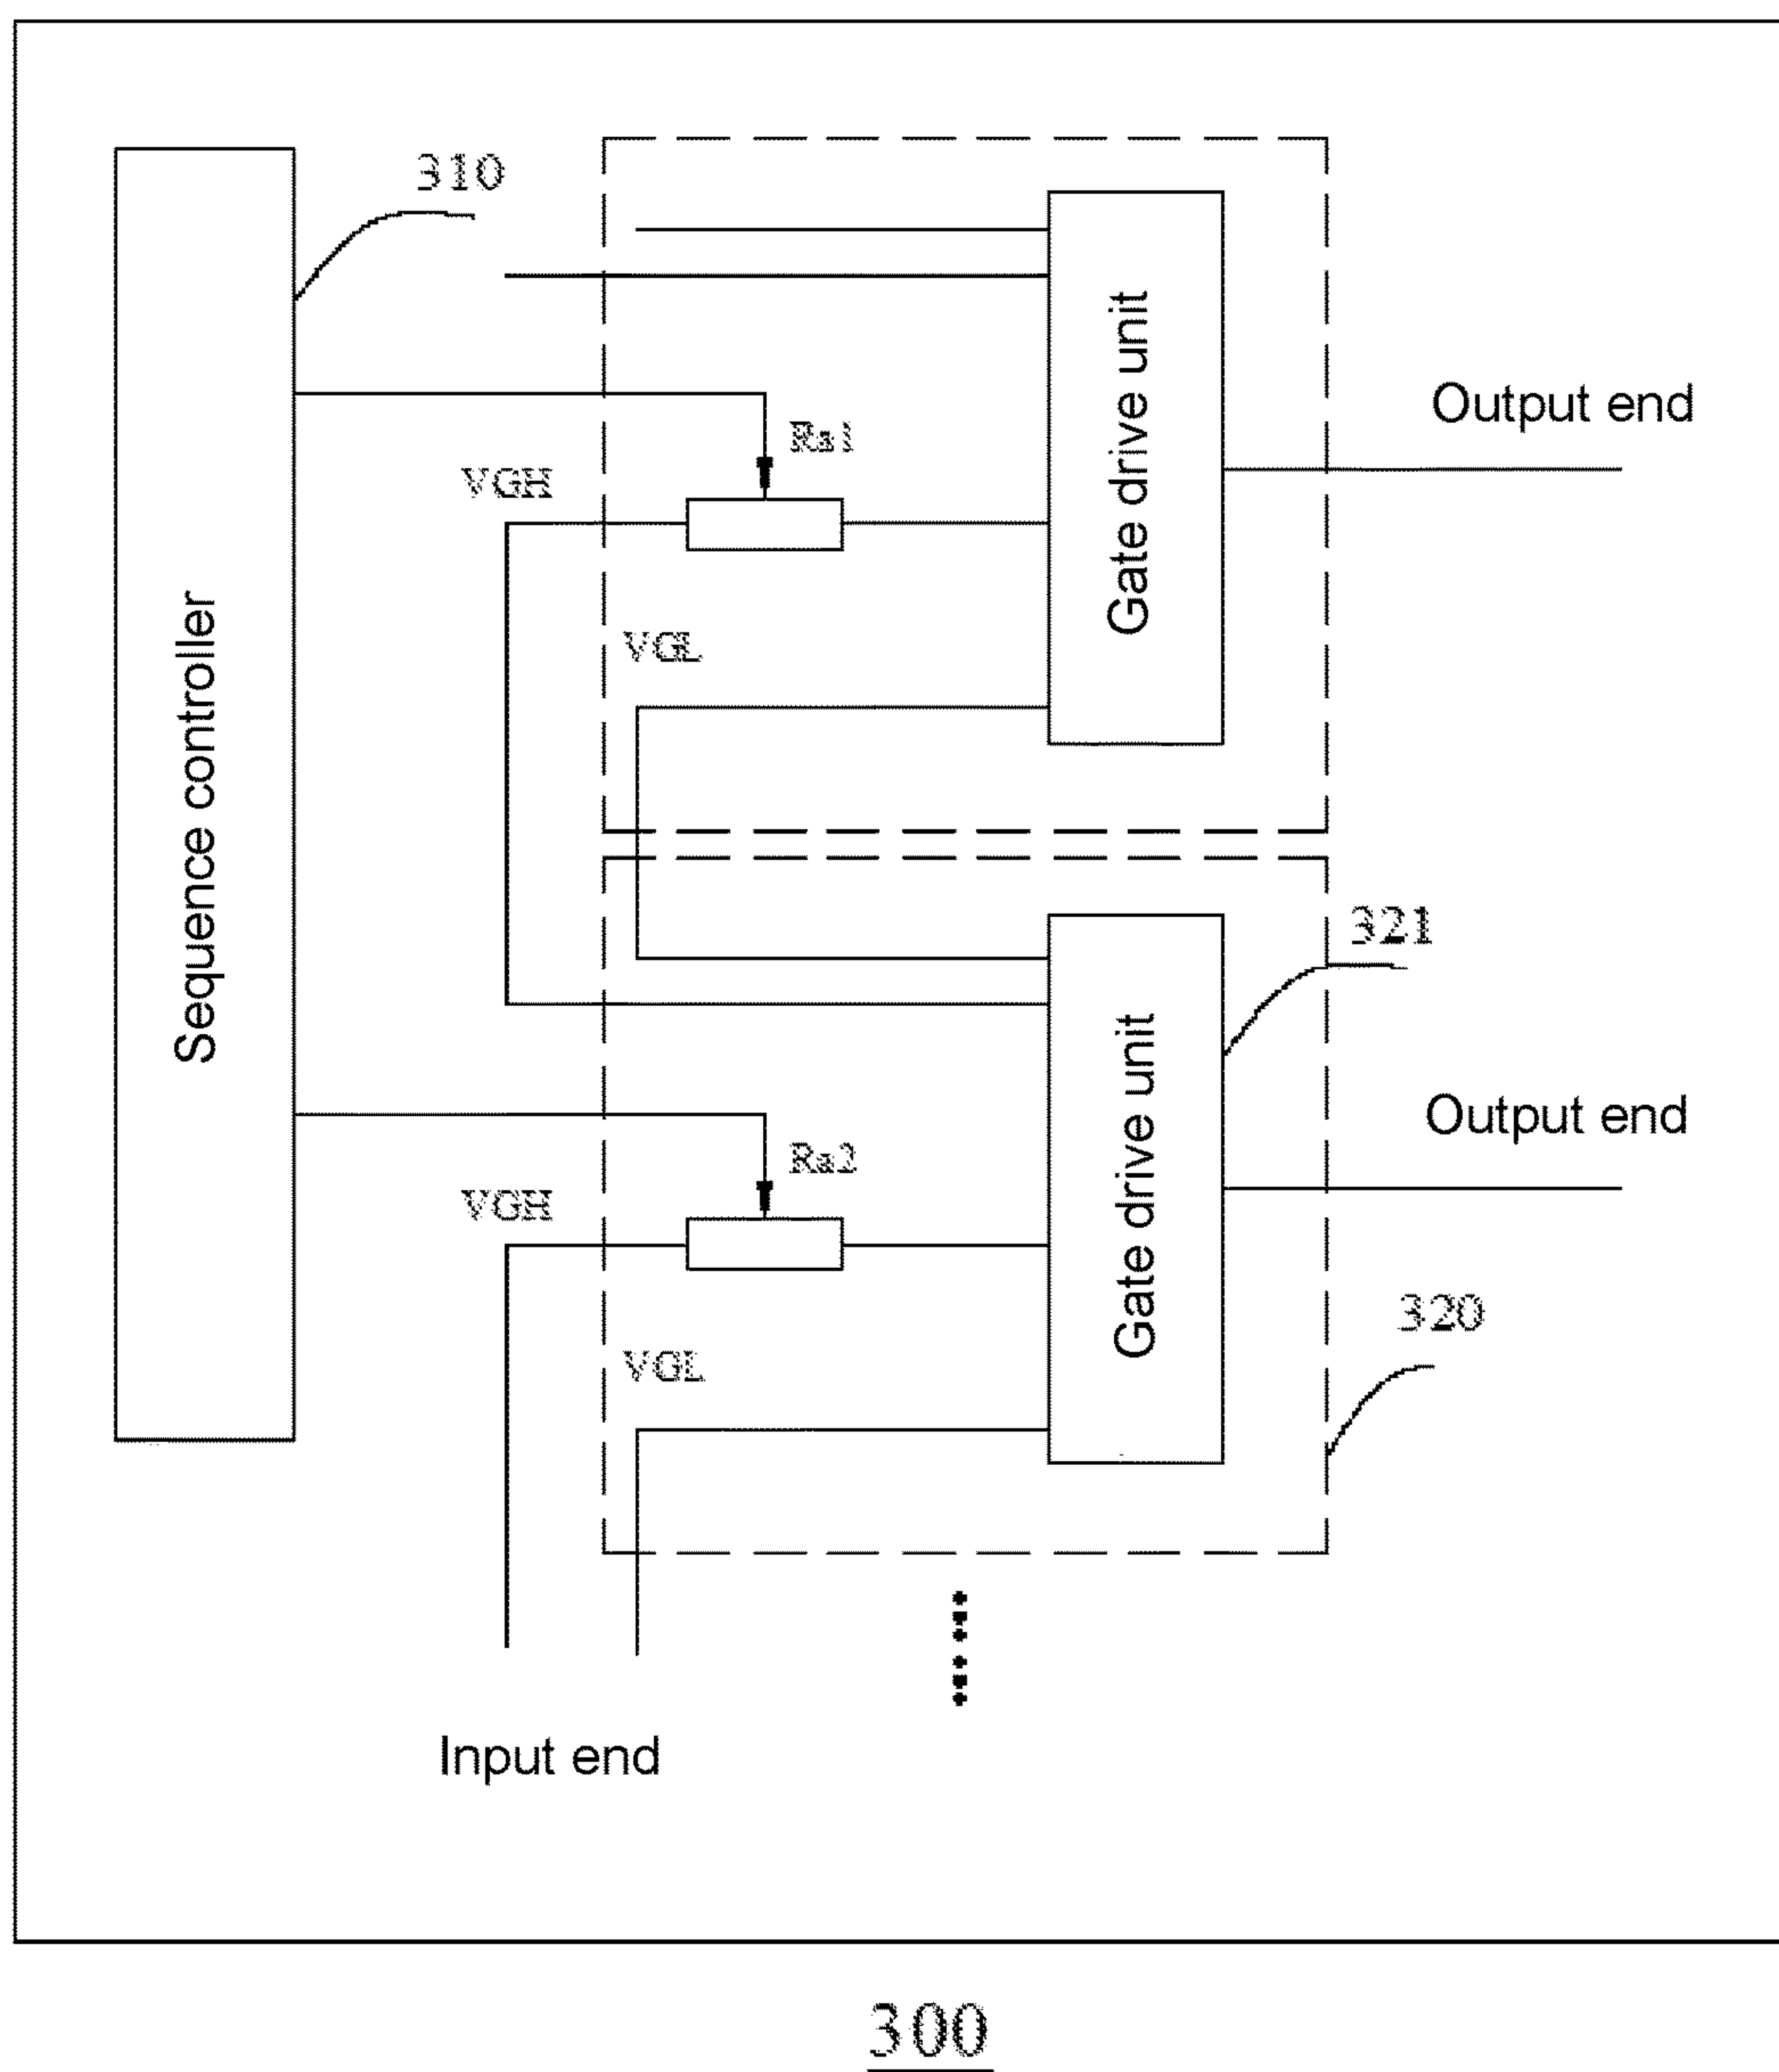 310
Sequence controller
Gate drive unit
Output end
Ra1
VGH
VGL
321
Gate drive unit
Output end
Ra2
VGH
320
VGL
Input end
300